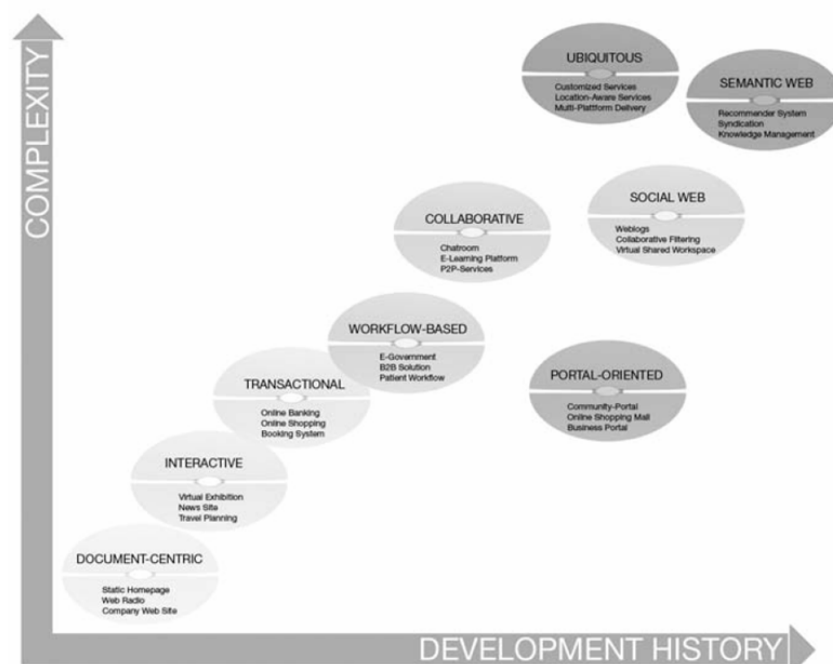 COMPLEXITY
UBIQUITOUS
Customized Services
Location-Aware Services
Multi-Plattform Delivery
SEMANTIC WEB
Recommender System
Syndication
Knowledge Management
SOCIAL WEB
Weblogs
Collaborative Filtering
Virtual Shared Workspace
COLLABORATIVE
Chatroom
E-Learning Platform
P2P-Services
WORKFLOW-BASED
E-Government
B2B Solution
Patient Workflow
PORTAL-ORIENTED
Community-Portal
Online Shopping Mall
Business Portal
TRANSACTIONAL
Online Banking
Online Shopping
Booking System
INTERACTIVE
Virtual Exhibition
News Site
Travel Planning
DOCUMENT-CENTRIC
Static Homepage
Web Radio
Company Web Site
DEVELOPMENT HISTORY